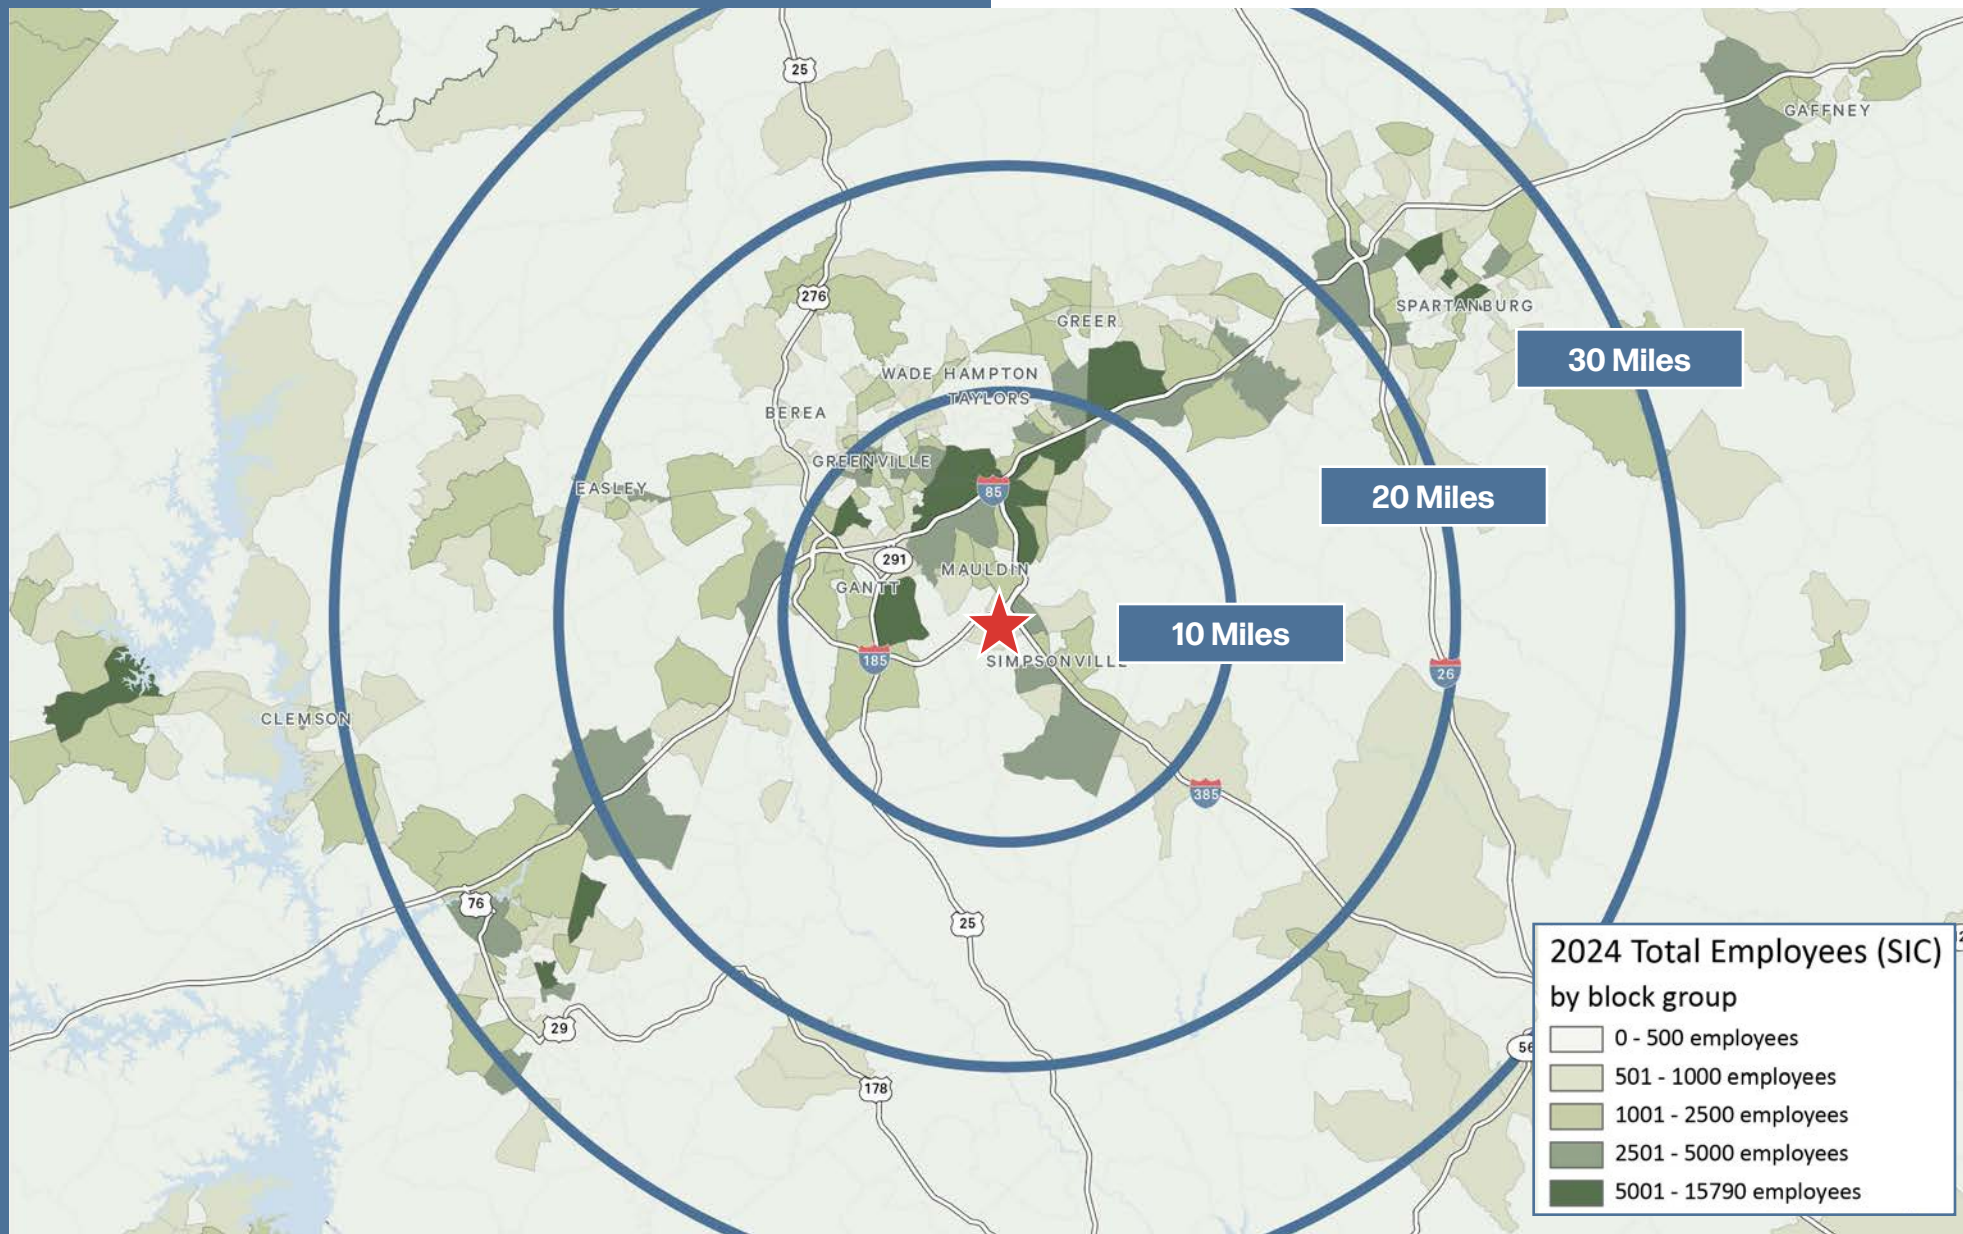 25
GAFFNEY
276
SPARTANBURG
GREER
30 Miles
WADE HAMPTON
TAYLORS
BEREA
GREENVILLE
EASLEY
85
20 Miles
291
MAULDIN
GANTT
10 Miles
185
SIMPSONVILLE
26
CLEMSON
385
76
25
29
56
178
2024 Total Employees (SIC)
by block group
0 - 500 employees
501 - 1000 employees
1001 - 2500 employees
2501 - 5000 employees
5001 - 15790 employees